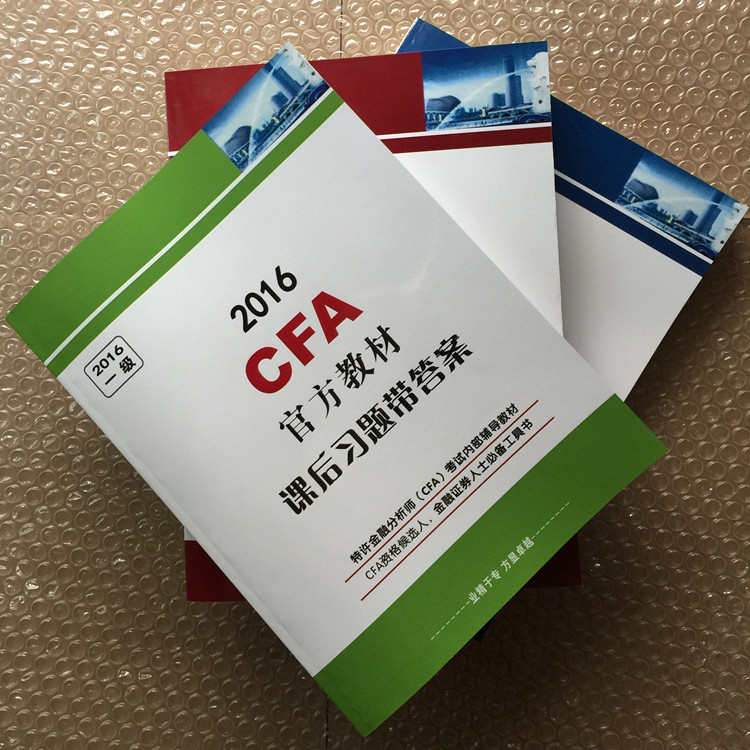 2016
一级
2016
CFA
官方教材
课后习题带答案
特许金融分析师（CFA）考试内部辅导教材
CFA资格候选人、金融证券人士必备工具书
--------业精于专 方显卓越--------